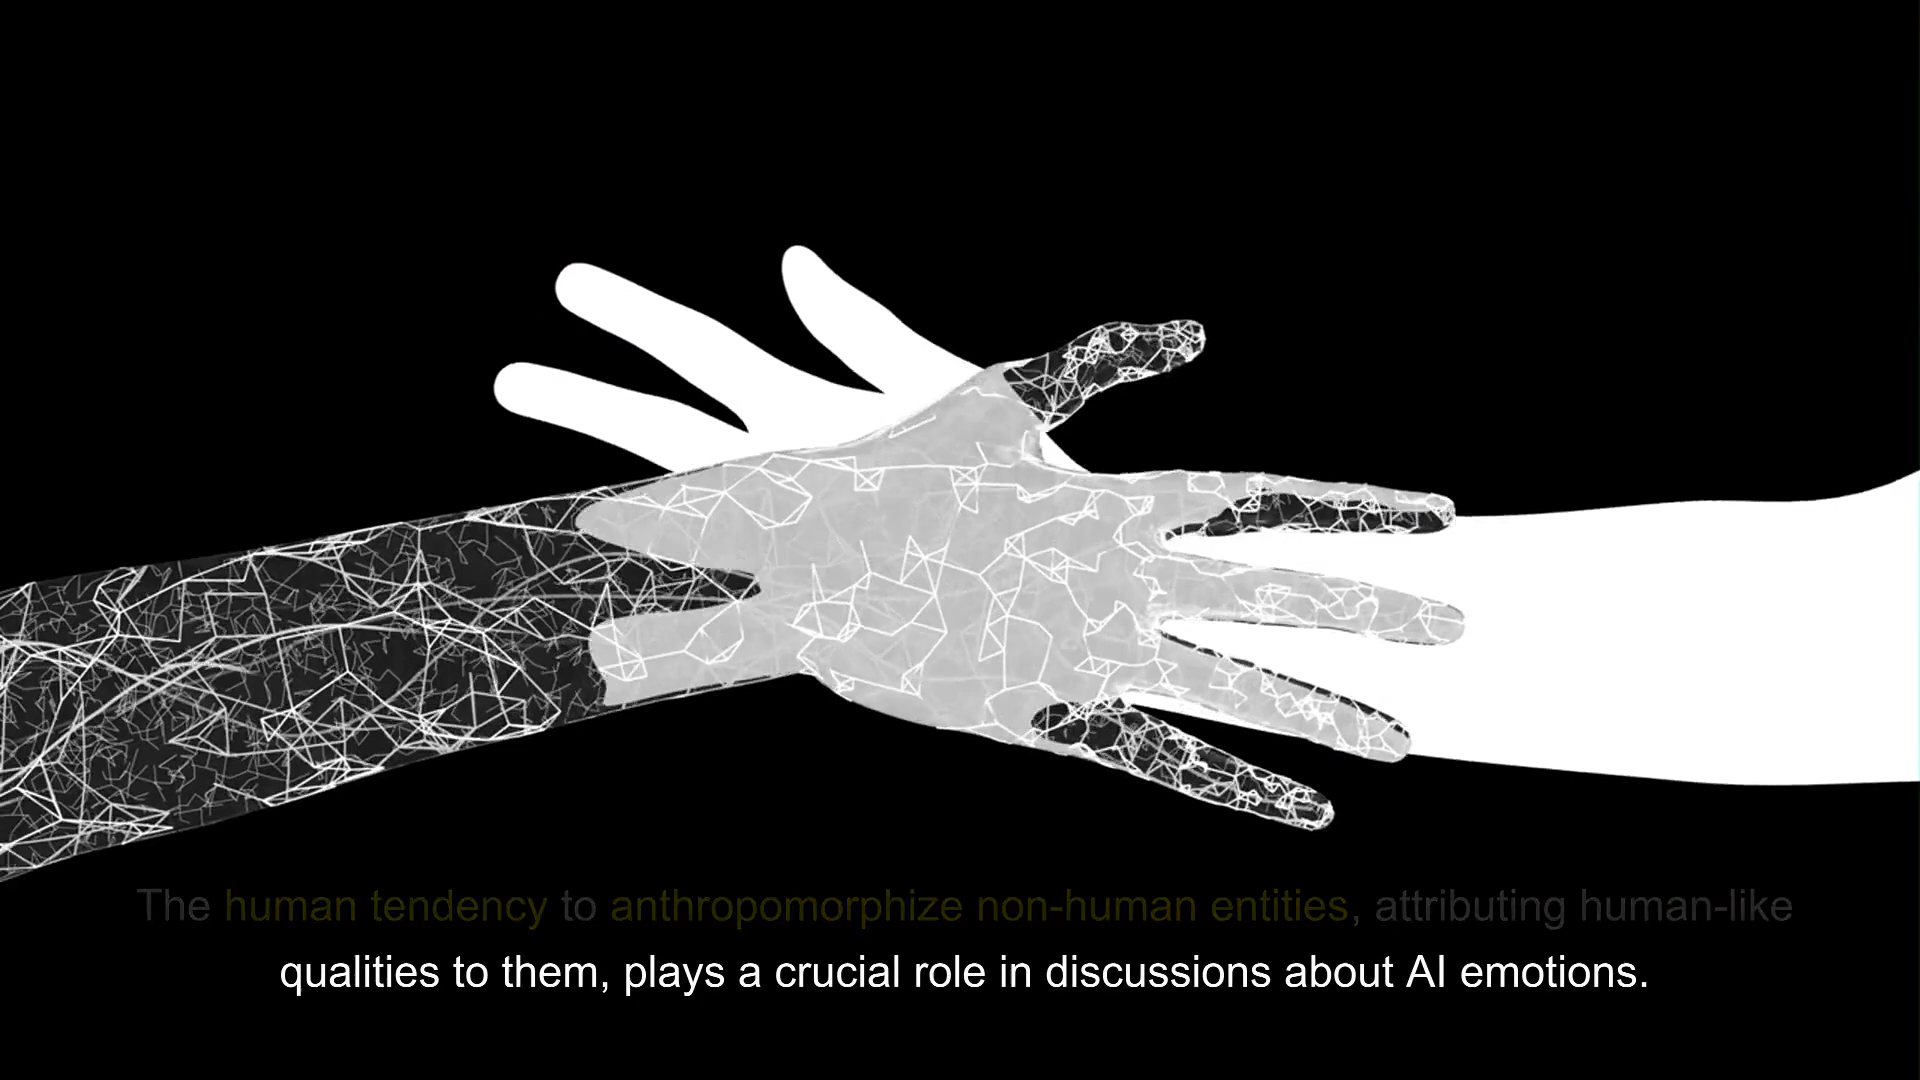 The human tendency to anthropomorphize non-human entities, attributing human-like
qualities to them, plays a crucial role in discussions about AI emotions.